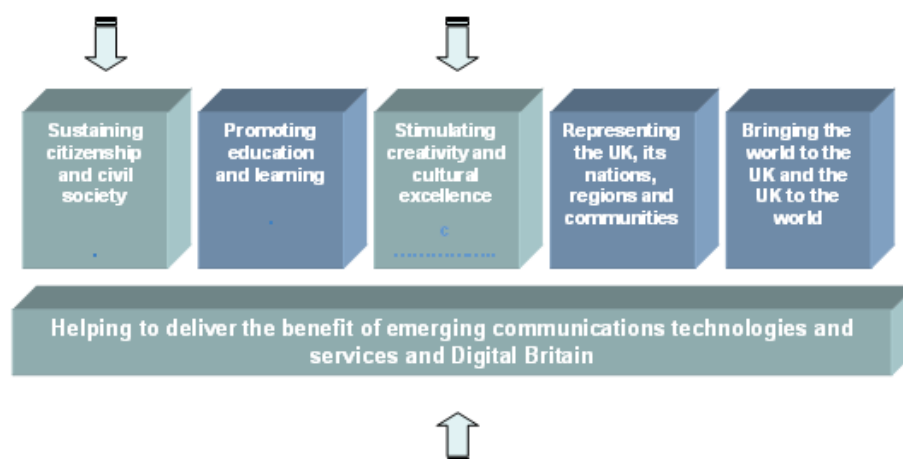 Sustaining
citizenship
and civil
society
.
Promoting
education
and learning
.
Stimulating
creativity and
cultural
excellence
c
................
Representing
the UK, its
nations,
regions and
communities
Bringing the
world to the
UK and the
UK to the
world
Helping to deliver the benefit of emerging communications technologies and
services and Digital Britain